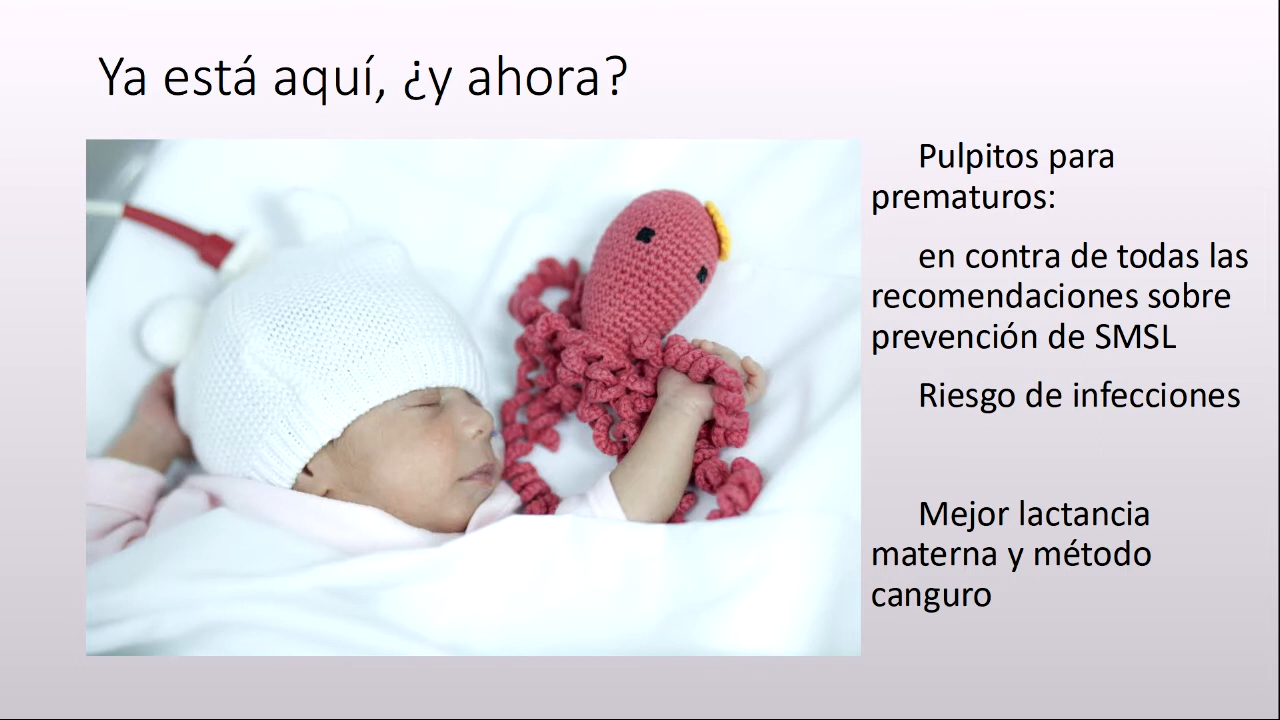 Ya está aquí, ¿y ahora?
Pulpitos para
prematuros:
en contra de todas las
recomendaciones sobre
prevención de SMSL
Riesgo de infecciones
Mejor lactancia
materna y método
canguro